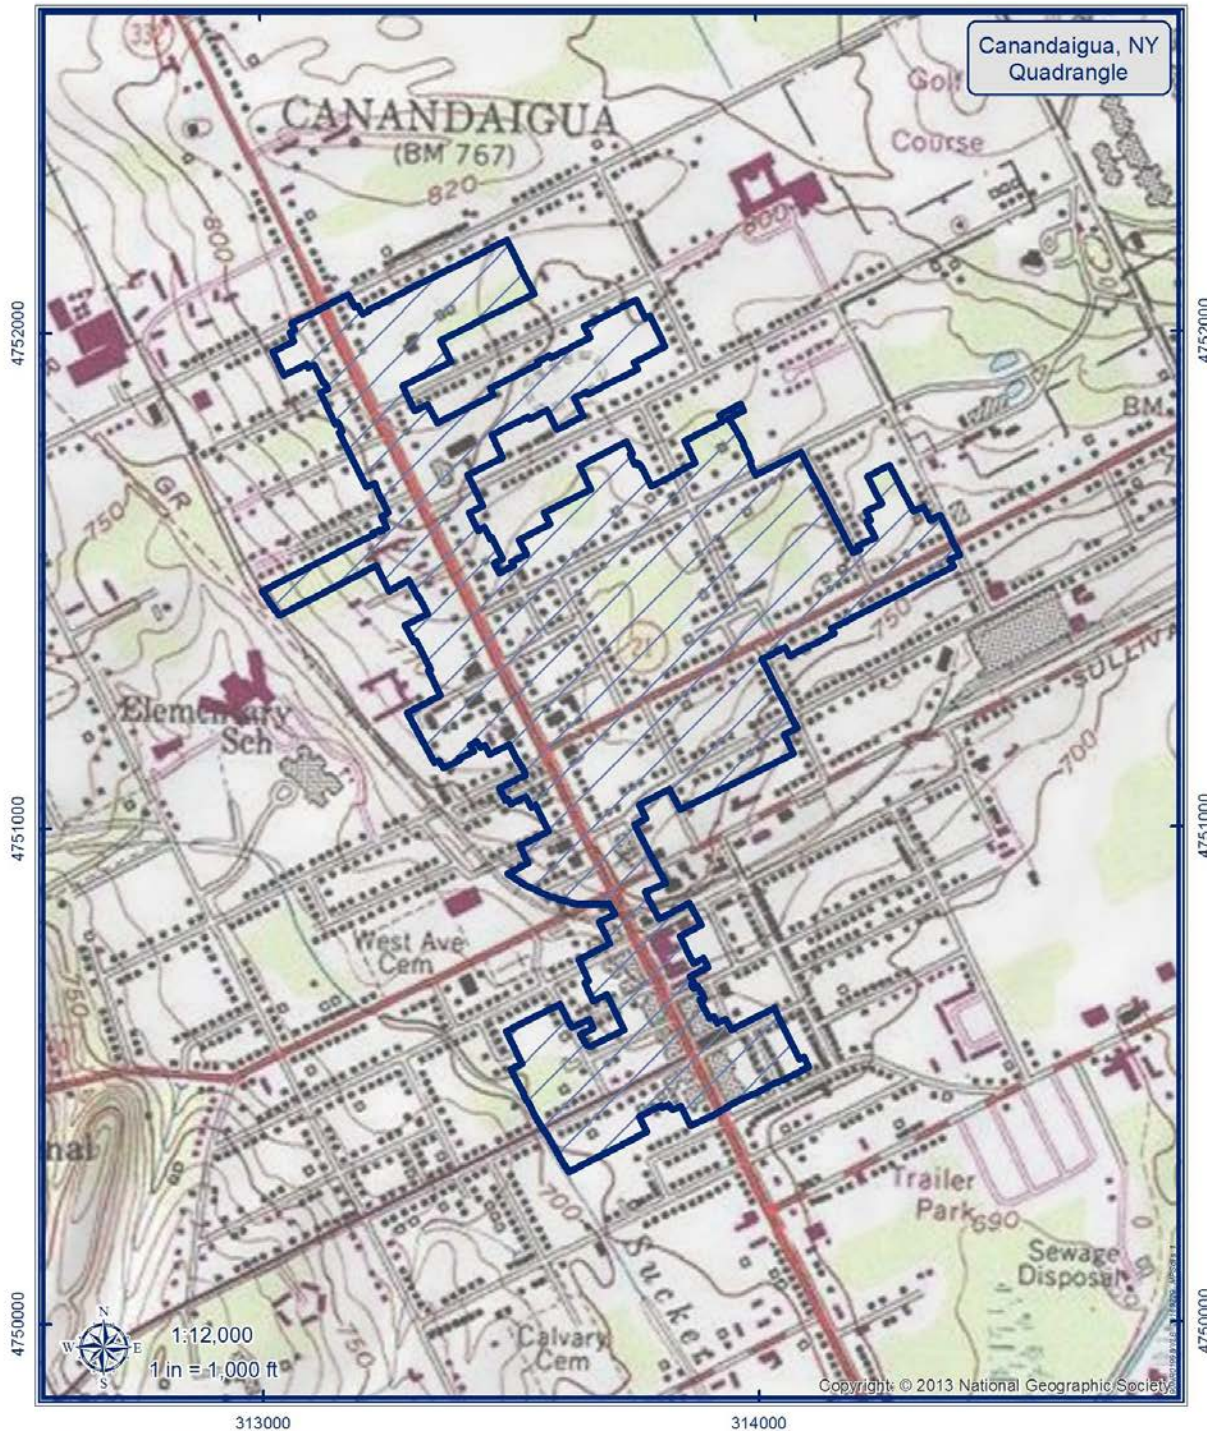 Canandaigua, NY
Quadrangle
CANANDAIGUA
(BM 767)
Golf
Course
820
800
800
4752000
4752000
BM
750
GR
21
750
SULLIVA
Elementary
Sch
700
4751000
4751000
West Ave
Cem
750
nal
Trailer
Park
690
700
Sewage
Disposal
Sucker
750
Calvary
Cem
N
W
E
S
1:12,000
1 in = 1,000 ft
4750000
4750000
Copyright: © 2013 National Geographic Society
313000
314000